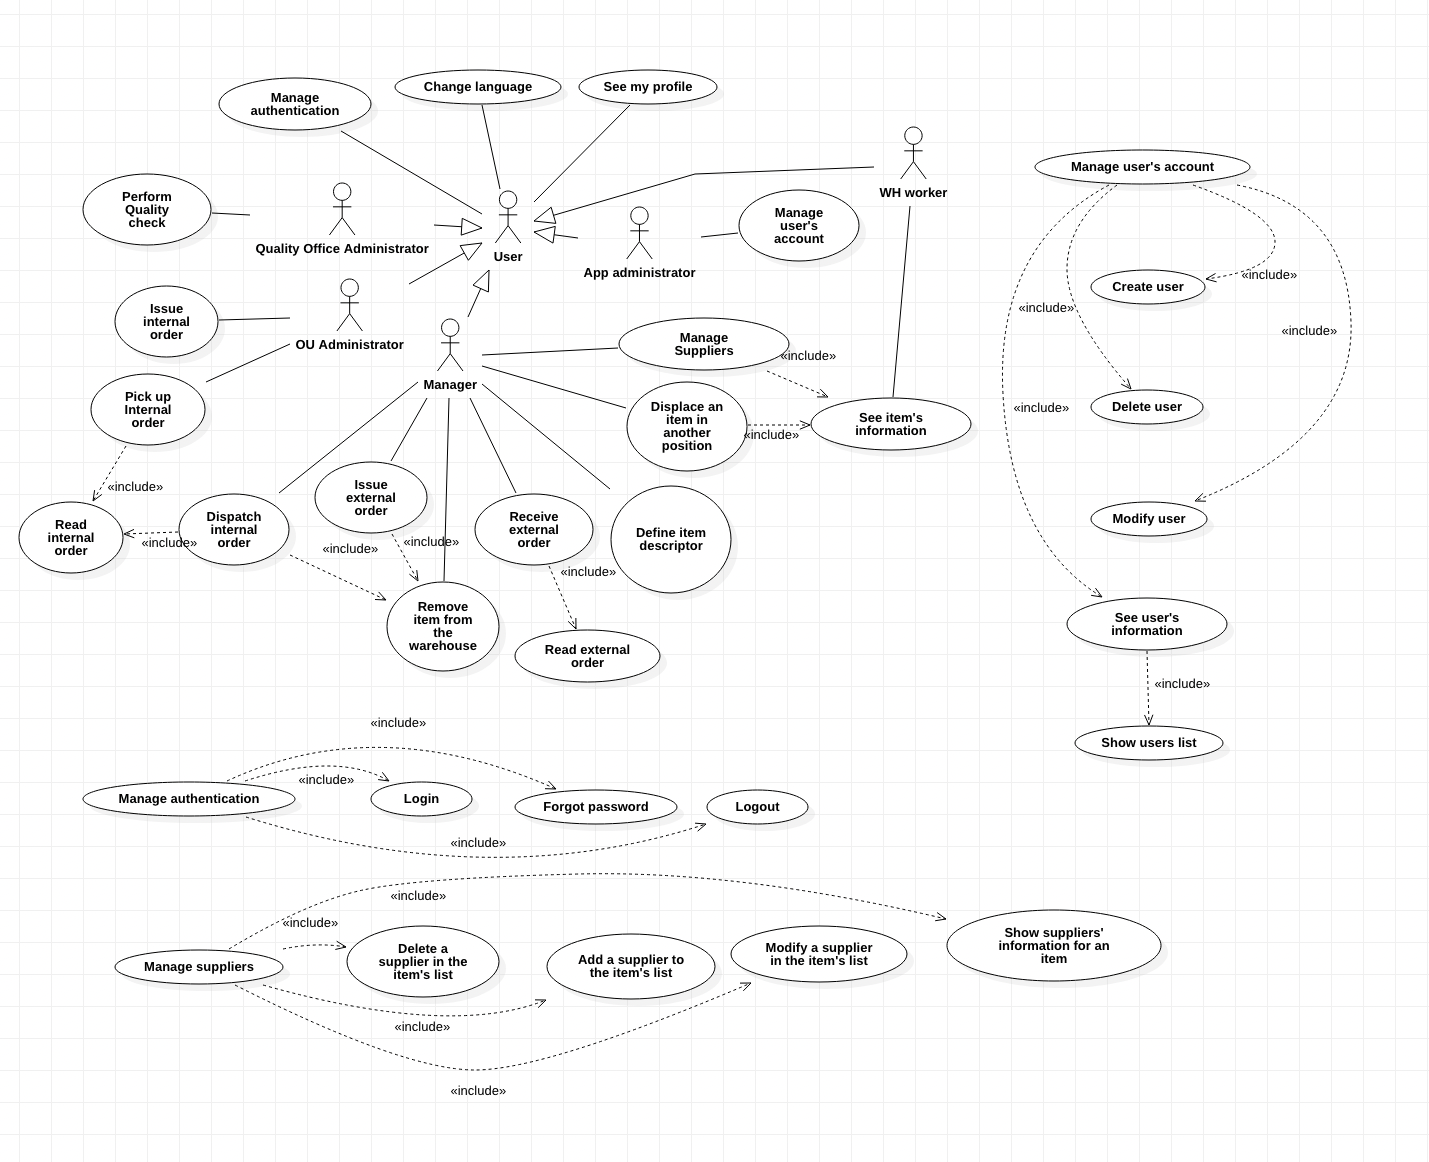 Manage
authentication
Change language
See my profile
WH worker
Manage user's account
Perform
Quality
check
Quality Office Administrator
User
App administrator
Manage
user's
account
Create user
«include»
«include»
«include»
Issue
internal
order
OU Administrator
Manager
Manage
Suppliers
«include»
Pick up
Internal
order
Displace an
item in
another
position
«include»
See item's
information
«include»
Delete user
«include»
Read
internal
order
«include»
Dispatch
internal
order
«include»
Issue
external
order
«include»
Receive
external
order
«include»
Define item
descriptor
Modify user
Remove
item from
the
warehouse
Read external
order
See user's
information
«include»
Show users list
«include»
Manage authentication
«include»
Login
Forgot password
Logout
«include»
«include»
«include»
Manage suppliers
Delete a
supplier in the
item's list
Add a supplier to
the item's list
Modify a supplier
in the item's list
Show suppliers'
information for an
item
«include»
«include»